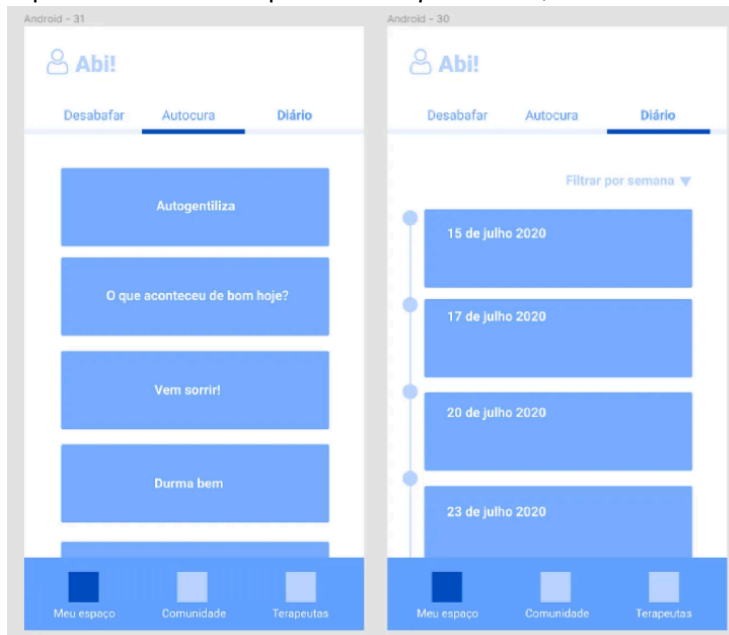 Android - 31
Abi!
Desabafar Autocura Diário
Autogentiliza
O que aconteceu de bom hoje?
Vem sorrir!
Durma bem
Meu espaço Comunidade Terapeutas
Android - 30
Abi!
Desabafar Autocura Diário
Filtrar por semana ▼
15 de julho 2020
17 de julho 2020
20 de julho 2020
23 de julho 2020
Meu espaço Comunidade Terapeutas